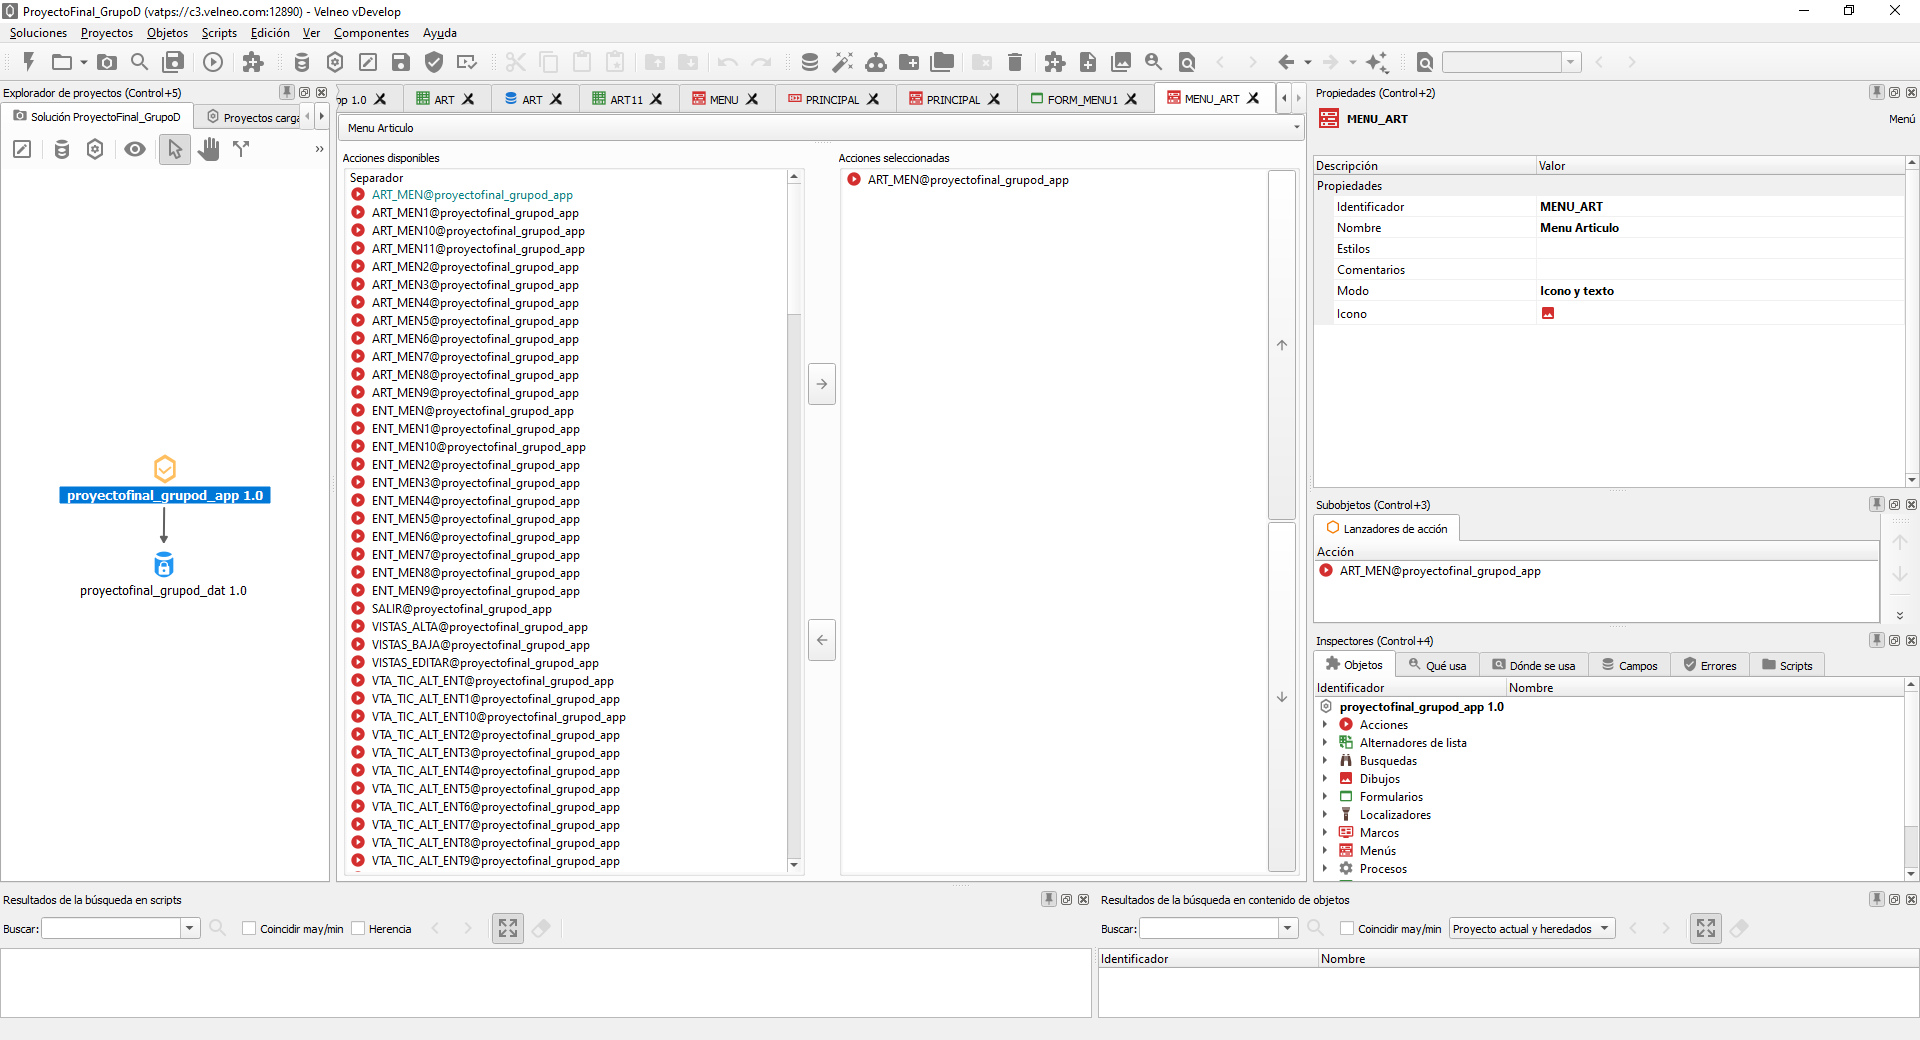 ProyectoFinal_GrupoD (vatps://c3.velneo.com:12890) - Velneo vDevelop
Soluciones Proyectos Objetos Scripts Edición Ver Componentes Ayuda
Explorador de proyectos (Control+5)
Solución ProyectoFinal_GrupoD
Proyectos carga
»
proyectofinal_grupod_app 1.0
proyectofinal_grupod_dat 1.0
pp 1.0
ART
ART
ART11
MENU
PRINCIPAL
PRINCIPAL
FORM_MENU1
MENU_ART
Menu Articulo
Acciones disponibles
Separador
ART_MEN@proyectofinal_grupod_app
ART_MEN1@proyectofinal_grupod_app
ART_MEN10@proyectofinal_grupod_app
ART_MEN11@proyectofinal_grupod_app
ART_MEN2@proyectofinal_grupod_app
ART_MEN3@proyectofinal_grupod_app
ART_MEN4@proyectofinal_grupod_app
ART_MEN5@proyectofinal_grupod_app
ART_MEN6@proyectofinal_grupod_app
ART_MEN7@proyectofinal_grupod_app
ART_MEN8@proyectofinal_grupod_app
ART_MEN9@proyectofinal_grupod_app
ENT_MEN@proyectofinal_grupod_app
ENT_MEN1@proyectofinal_grupod_app
ENT_MEN10@proyectofinal_grupod_app
ENT_MEN2@proyectofinal_grupod_app
ENT_MEN3@proyectofinal_grupod_app
ENT_MEN4@proyectofinal_grupod_app
ENT_MEN5@proyectofinal_grupod_app
ENT_MEN6@proyectofinal_grupod_app
ENT_MEN7@proyectofinal_grupod_app
ENT_MEN8@proyectofinal_grupod_app
ENT_MEN9@proyectofinal_grupod_app
SALIR@proyectofinal_grupod_app
VISTAS_ALTA@proyectofinal_grupod_app
VISTAS_BAJA@proyectofinal_grupod_app
VISTAS_EDITAR@proyectofinal_grupod_app
VTA_TIC_ALT_ENT@proyectofinal_grupod_app
VTA_TIC_ALT_ENT1@proyectofinal_grupod_app
VTA_TIC_ALT_ENT10@proyectofinal_grupod_app
VTA_TIC_ALT_ENT2@proyectofinal_grupod_app
VTA_TIC_ALT_ENT3@proyectofinal_grupod_app
VTA_TIC_ALT_ENT4@proyectofinal_grupod_app
VTA_TIC_ALT_ENT5@proyectofinal_grupod_app
VTA_TIC_ALT_ENT6@proyectofinal_grupod_app
VTA_TIC_ALT_ENT7@proyectofinal_grupod_app
VTA_TIC_ALT_ENT8@proyectofinal_grupod_app
VTA_TIC_ALT_ENT9@proyectofinal_grupod_app
Acciones seleccionadas
ART_MEN@proyectofinal_grupod_app
Propiedades (Control+2)
MENU_ART Menú
Descripción Valor
Propiedades
Identificador MENU_ART
Nombre Menu Articulo
Estilos
Comentarios
Modo Icono y texto
Icono
Subobjetos (Control+3)
Lanzadores de acción
Acción
ART_MEN@proyectofinal_grupod_app
»
Inspectores (Control+4)
Objetos Qué usa Dónde se usa Campos Errores Scripts
Identificador Nombre
proyectofinal_grupod_app 1.0
Acciones
Alternadores de lista
Busquedas
Dibujos
Formularios
Localizadores
Marcos
Menús
Procesos
Resultados de la búsqueda en scripts
Buscar: Coincidir may/min Herencia
Resultados de la búsqueda en contenido de objetos
Buscar: Coincidir may/min Proyecto actual y heredados
Identificador Nombre